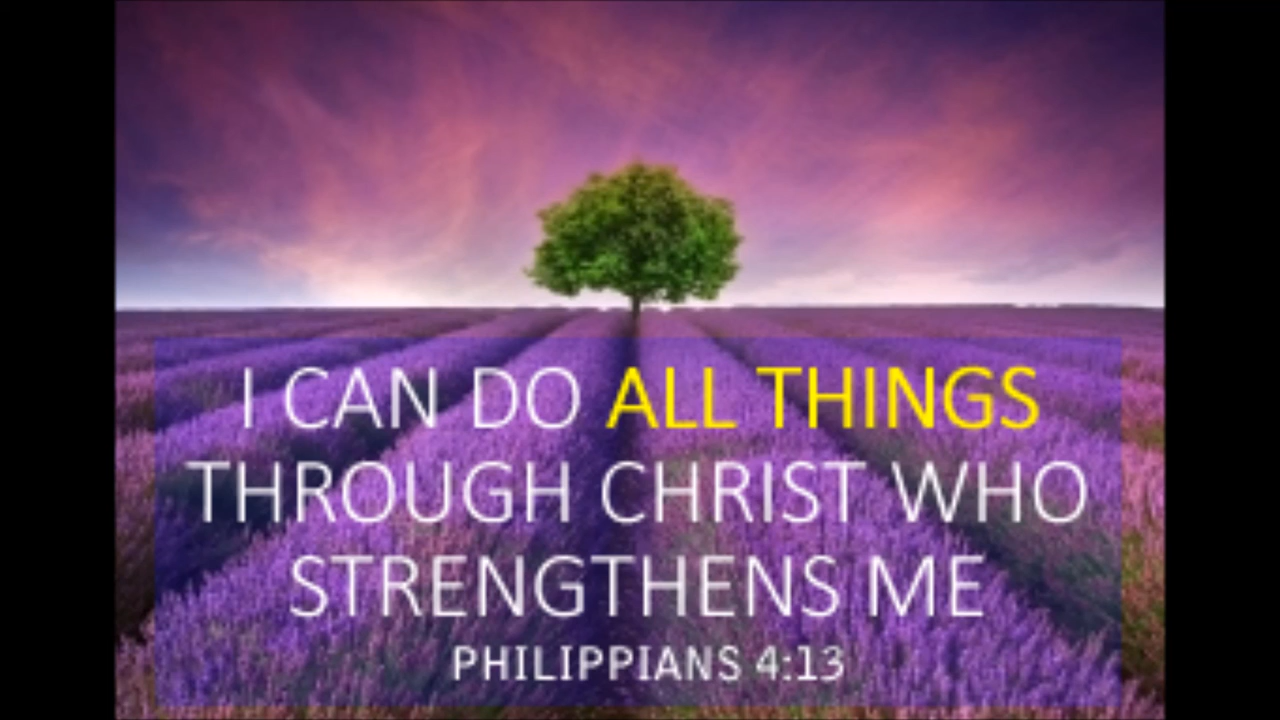 I CAN DO ALL THINGS
THROUGH CHRIST WHO
STRENGTHENS ME
PHILIPPIANS 4:13